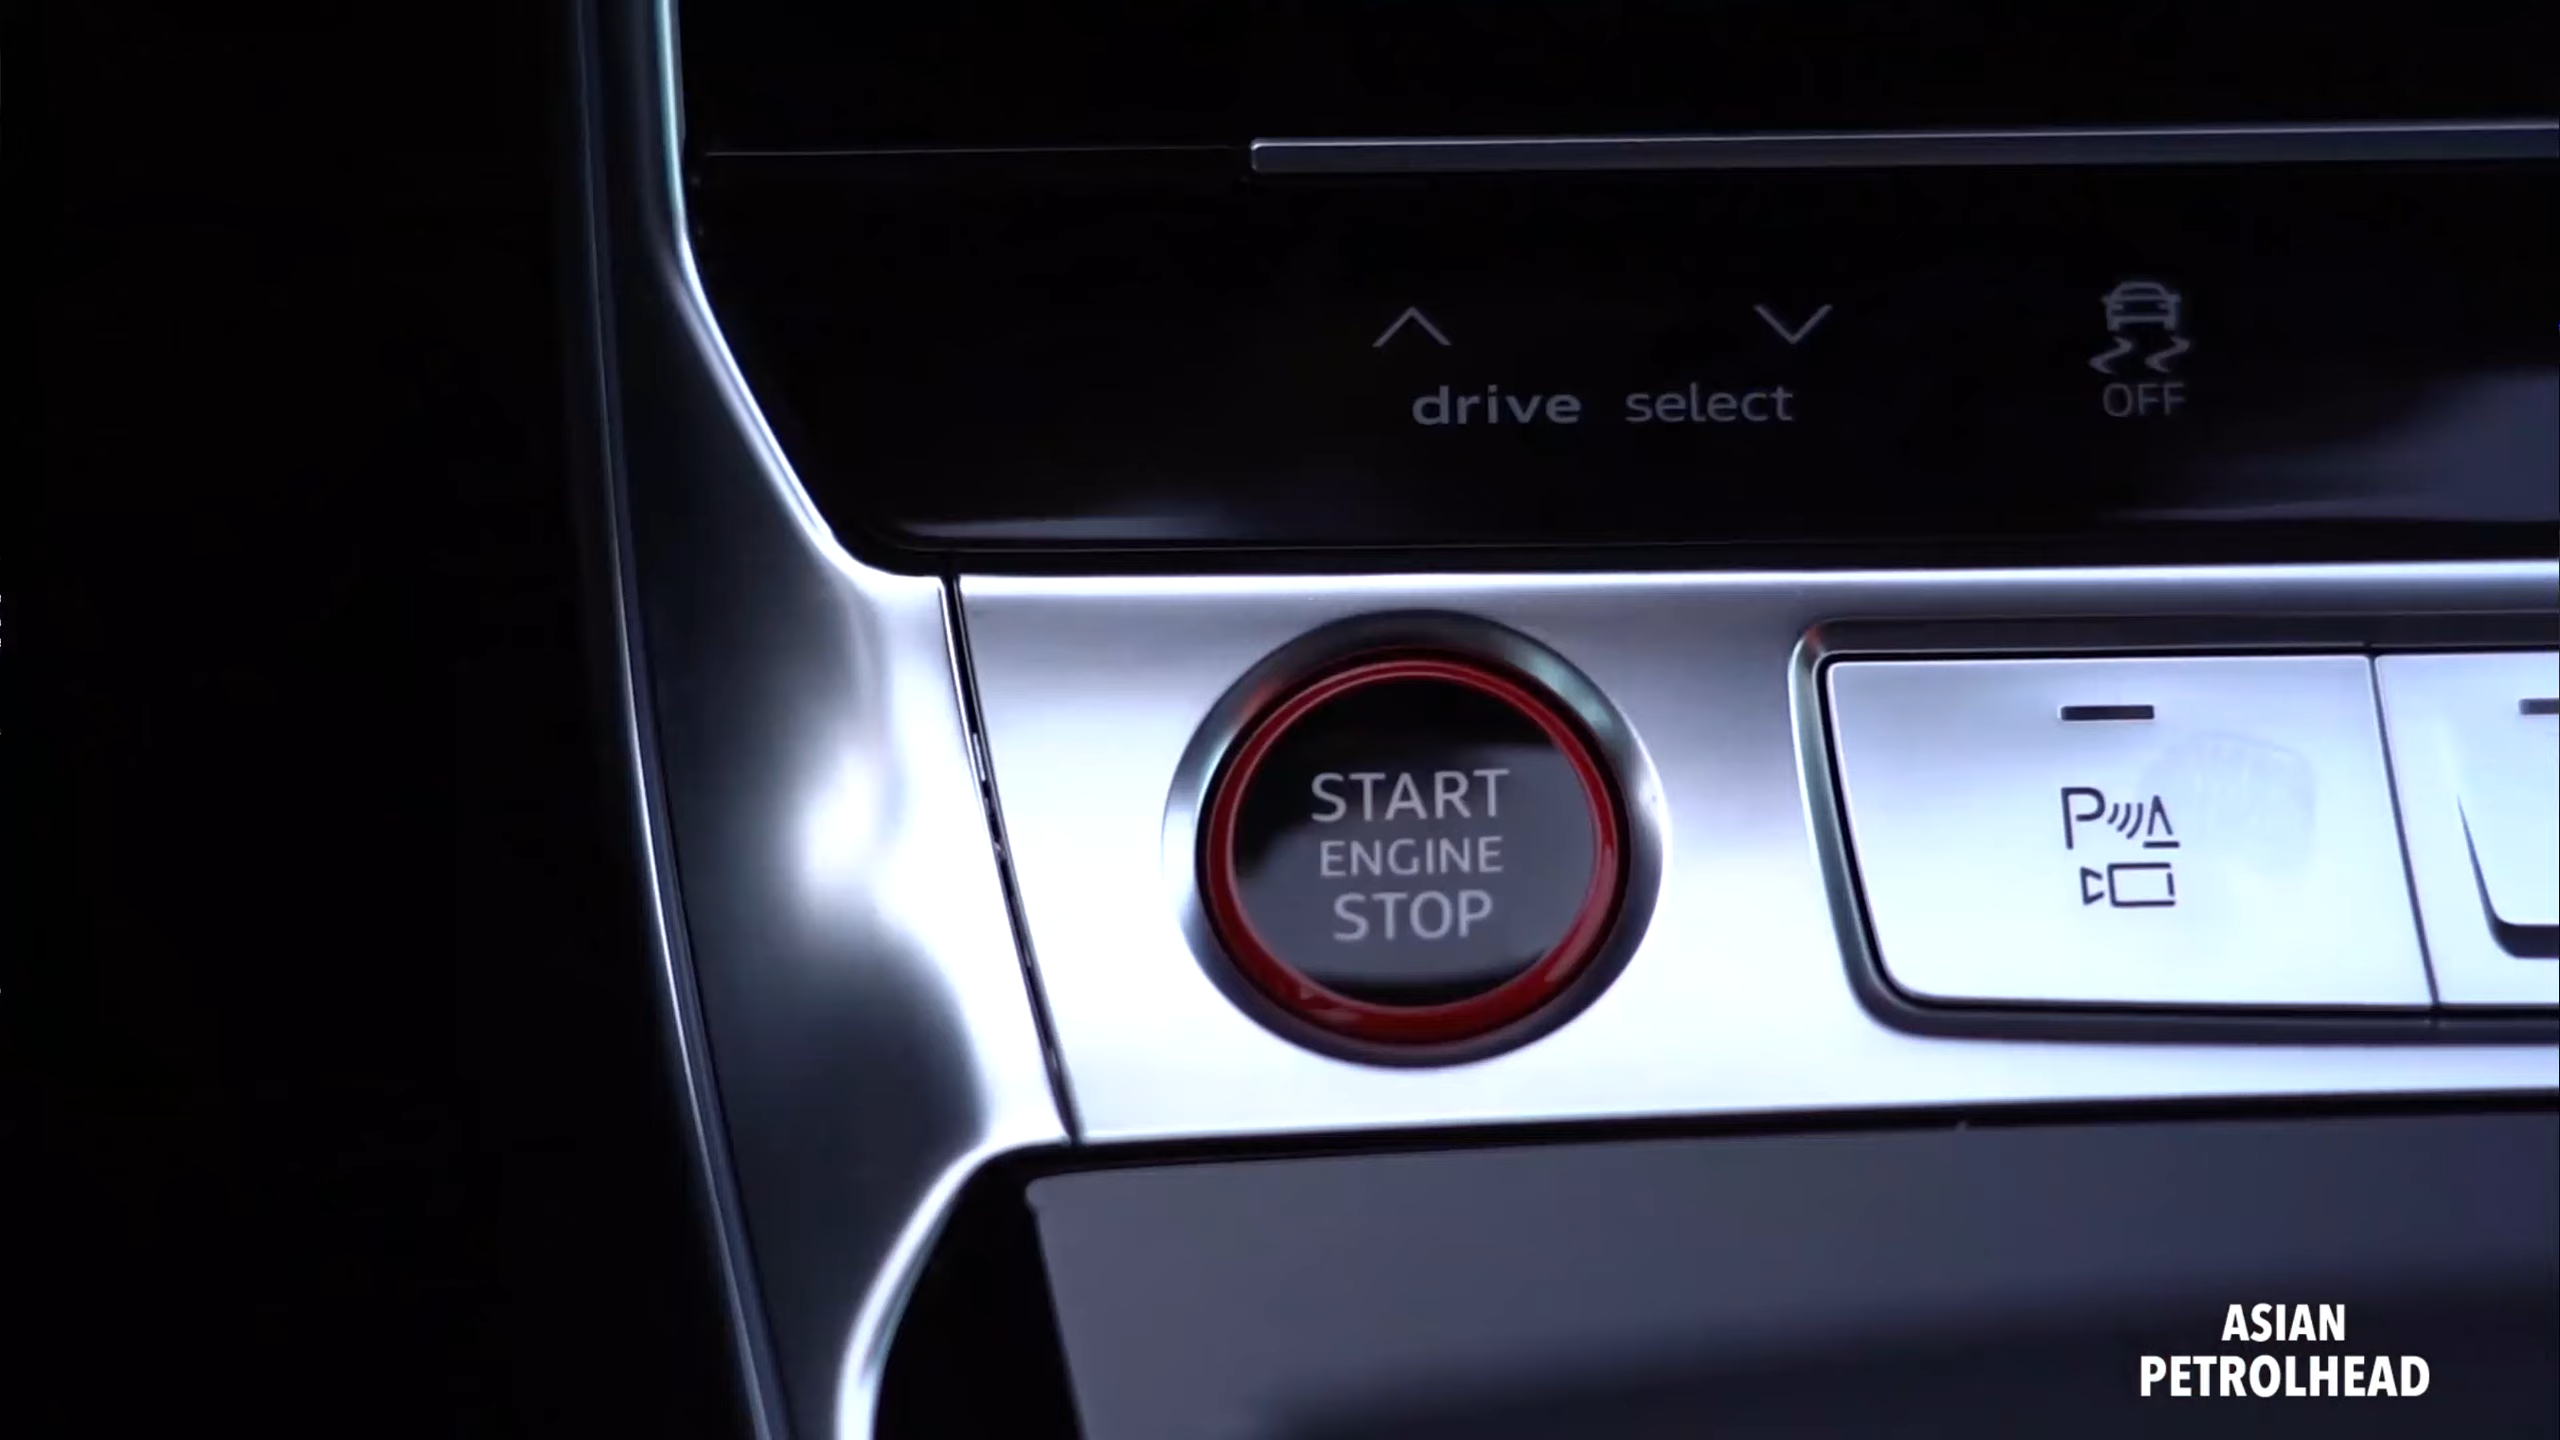 drive select
OFF
START
ENGINE
STOP
P
ASIAN
PETROLHEAD